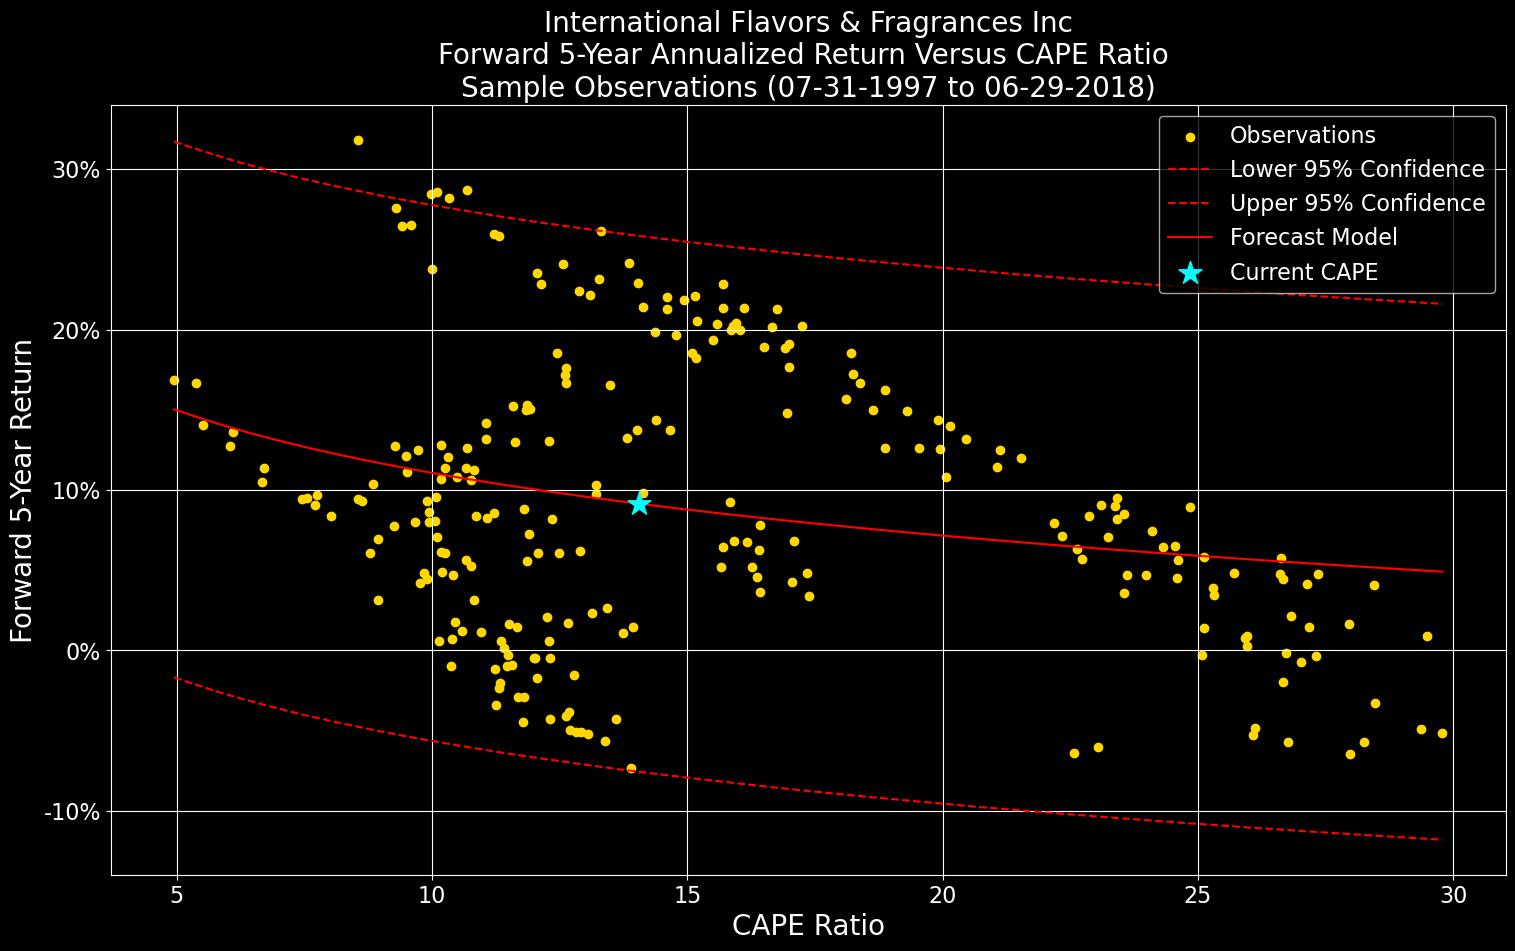 International Flavors & Fragrances Inc
Forward 5-Year Annualized Return Versus CAPE Ratio
Sample Observations (07-31-1997 to 06-29-2018)
Observations
Lower 95% Confidence
Upper 95% Confidence
Forecast Model
Current CAPE
Forward 5-Year Return
30%
20%
10%
0%
-10%
5 10 15 20 25 30
CAPE Ratio